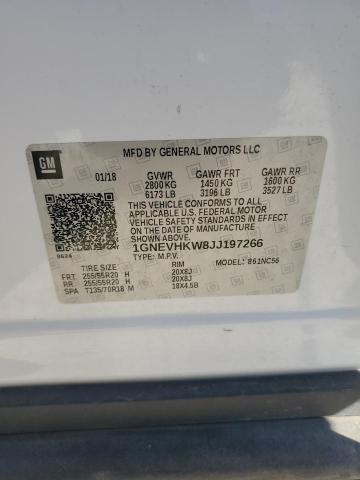 GM
MFD BY GENERAL MOTORS LLC
01/18 GVWR GAWR FRT GAWR RR
2800 KG 1450 KG 1600 KG
6173 LB 3196 LB 3527 LB
THIS VEHICLE CONFORMS TO ALL
APPLICABLE U.S. FEDERAL MOTOR
VEHICLE SAFETY STANDARDS IN EFFECT
ON THE DATE OF MANUFACTURE SHOWN ABOVE.
1GNEVHKW8JJ197266
9624 TYPE: M.P.V. MODEL: 861NC56
TIRE SIZE RIM
FRT 255/55R20 H 20X8J
RR 255/55R20 H 20X8J
SPA T135/70R18 M 18X4.5B